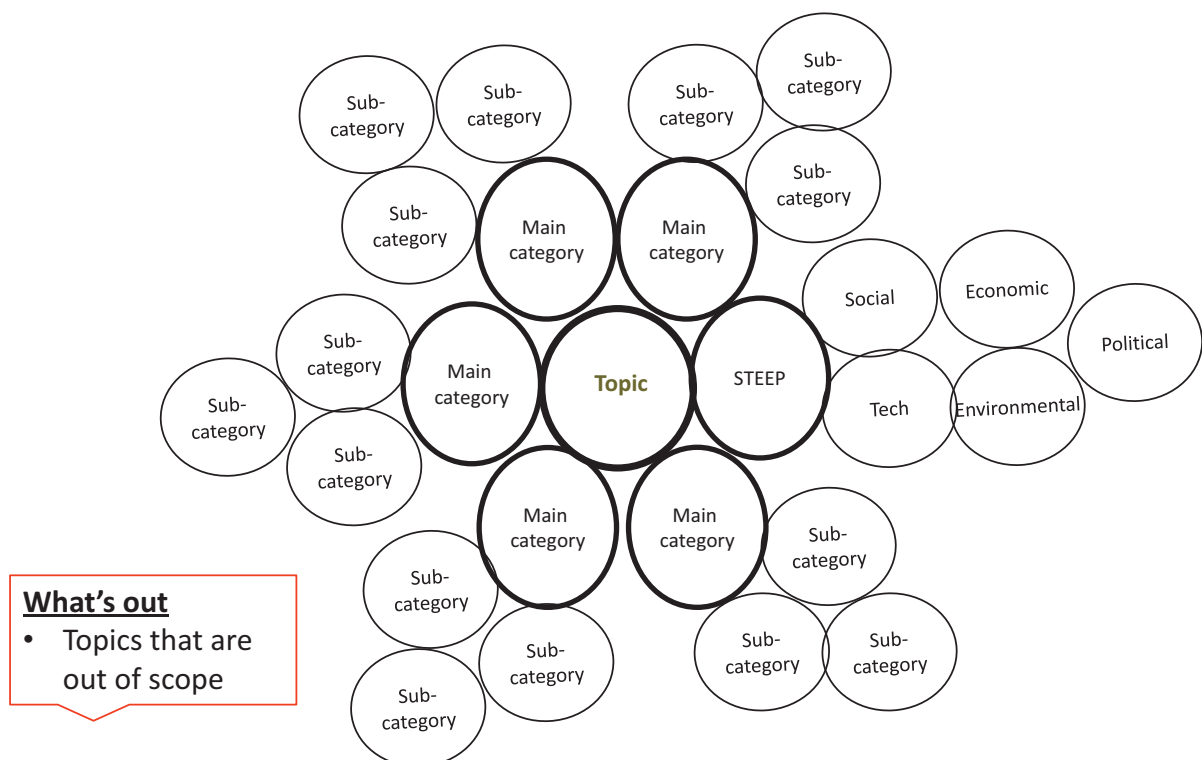 Sub-
category
Sub-
category
Sub-
category
Sub-
category
Sub-
category
Sub-
category
Sub-
category
Main
category
Main
category
Social
Economic
Political
Sub-
category
Sub-
category
Sub-
category
Main
category
Topic
STEEP
Tech
Environmental
Main
category
Main
category
Sub-
category
Sub-
category
Sub-
category
Sub-
category
Sub-
category
Sub-
category
What's out
• Topics that are
out of scope